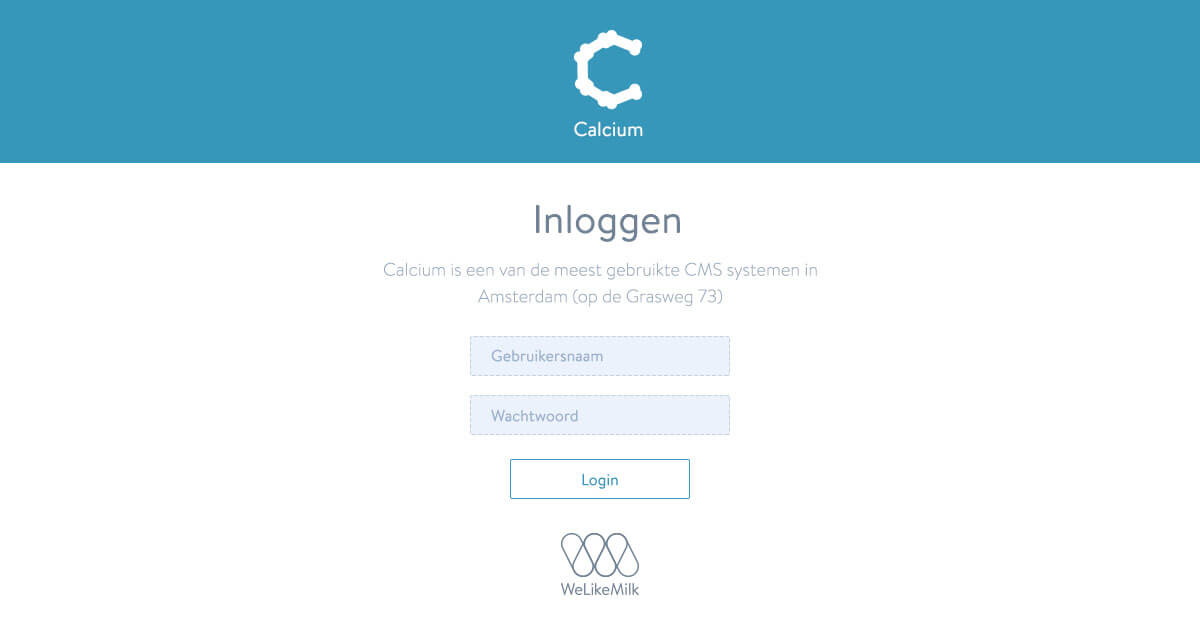 Calcium
Inloggen
Calcium is een van de meest gebruikte CMS systemen in
Amsterdam (op de Grasweg 73)
Gebruikersnaam
Wachtwoord
Login
WeLikeMilk